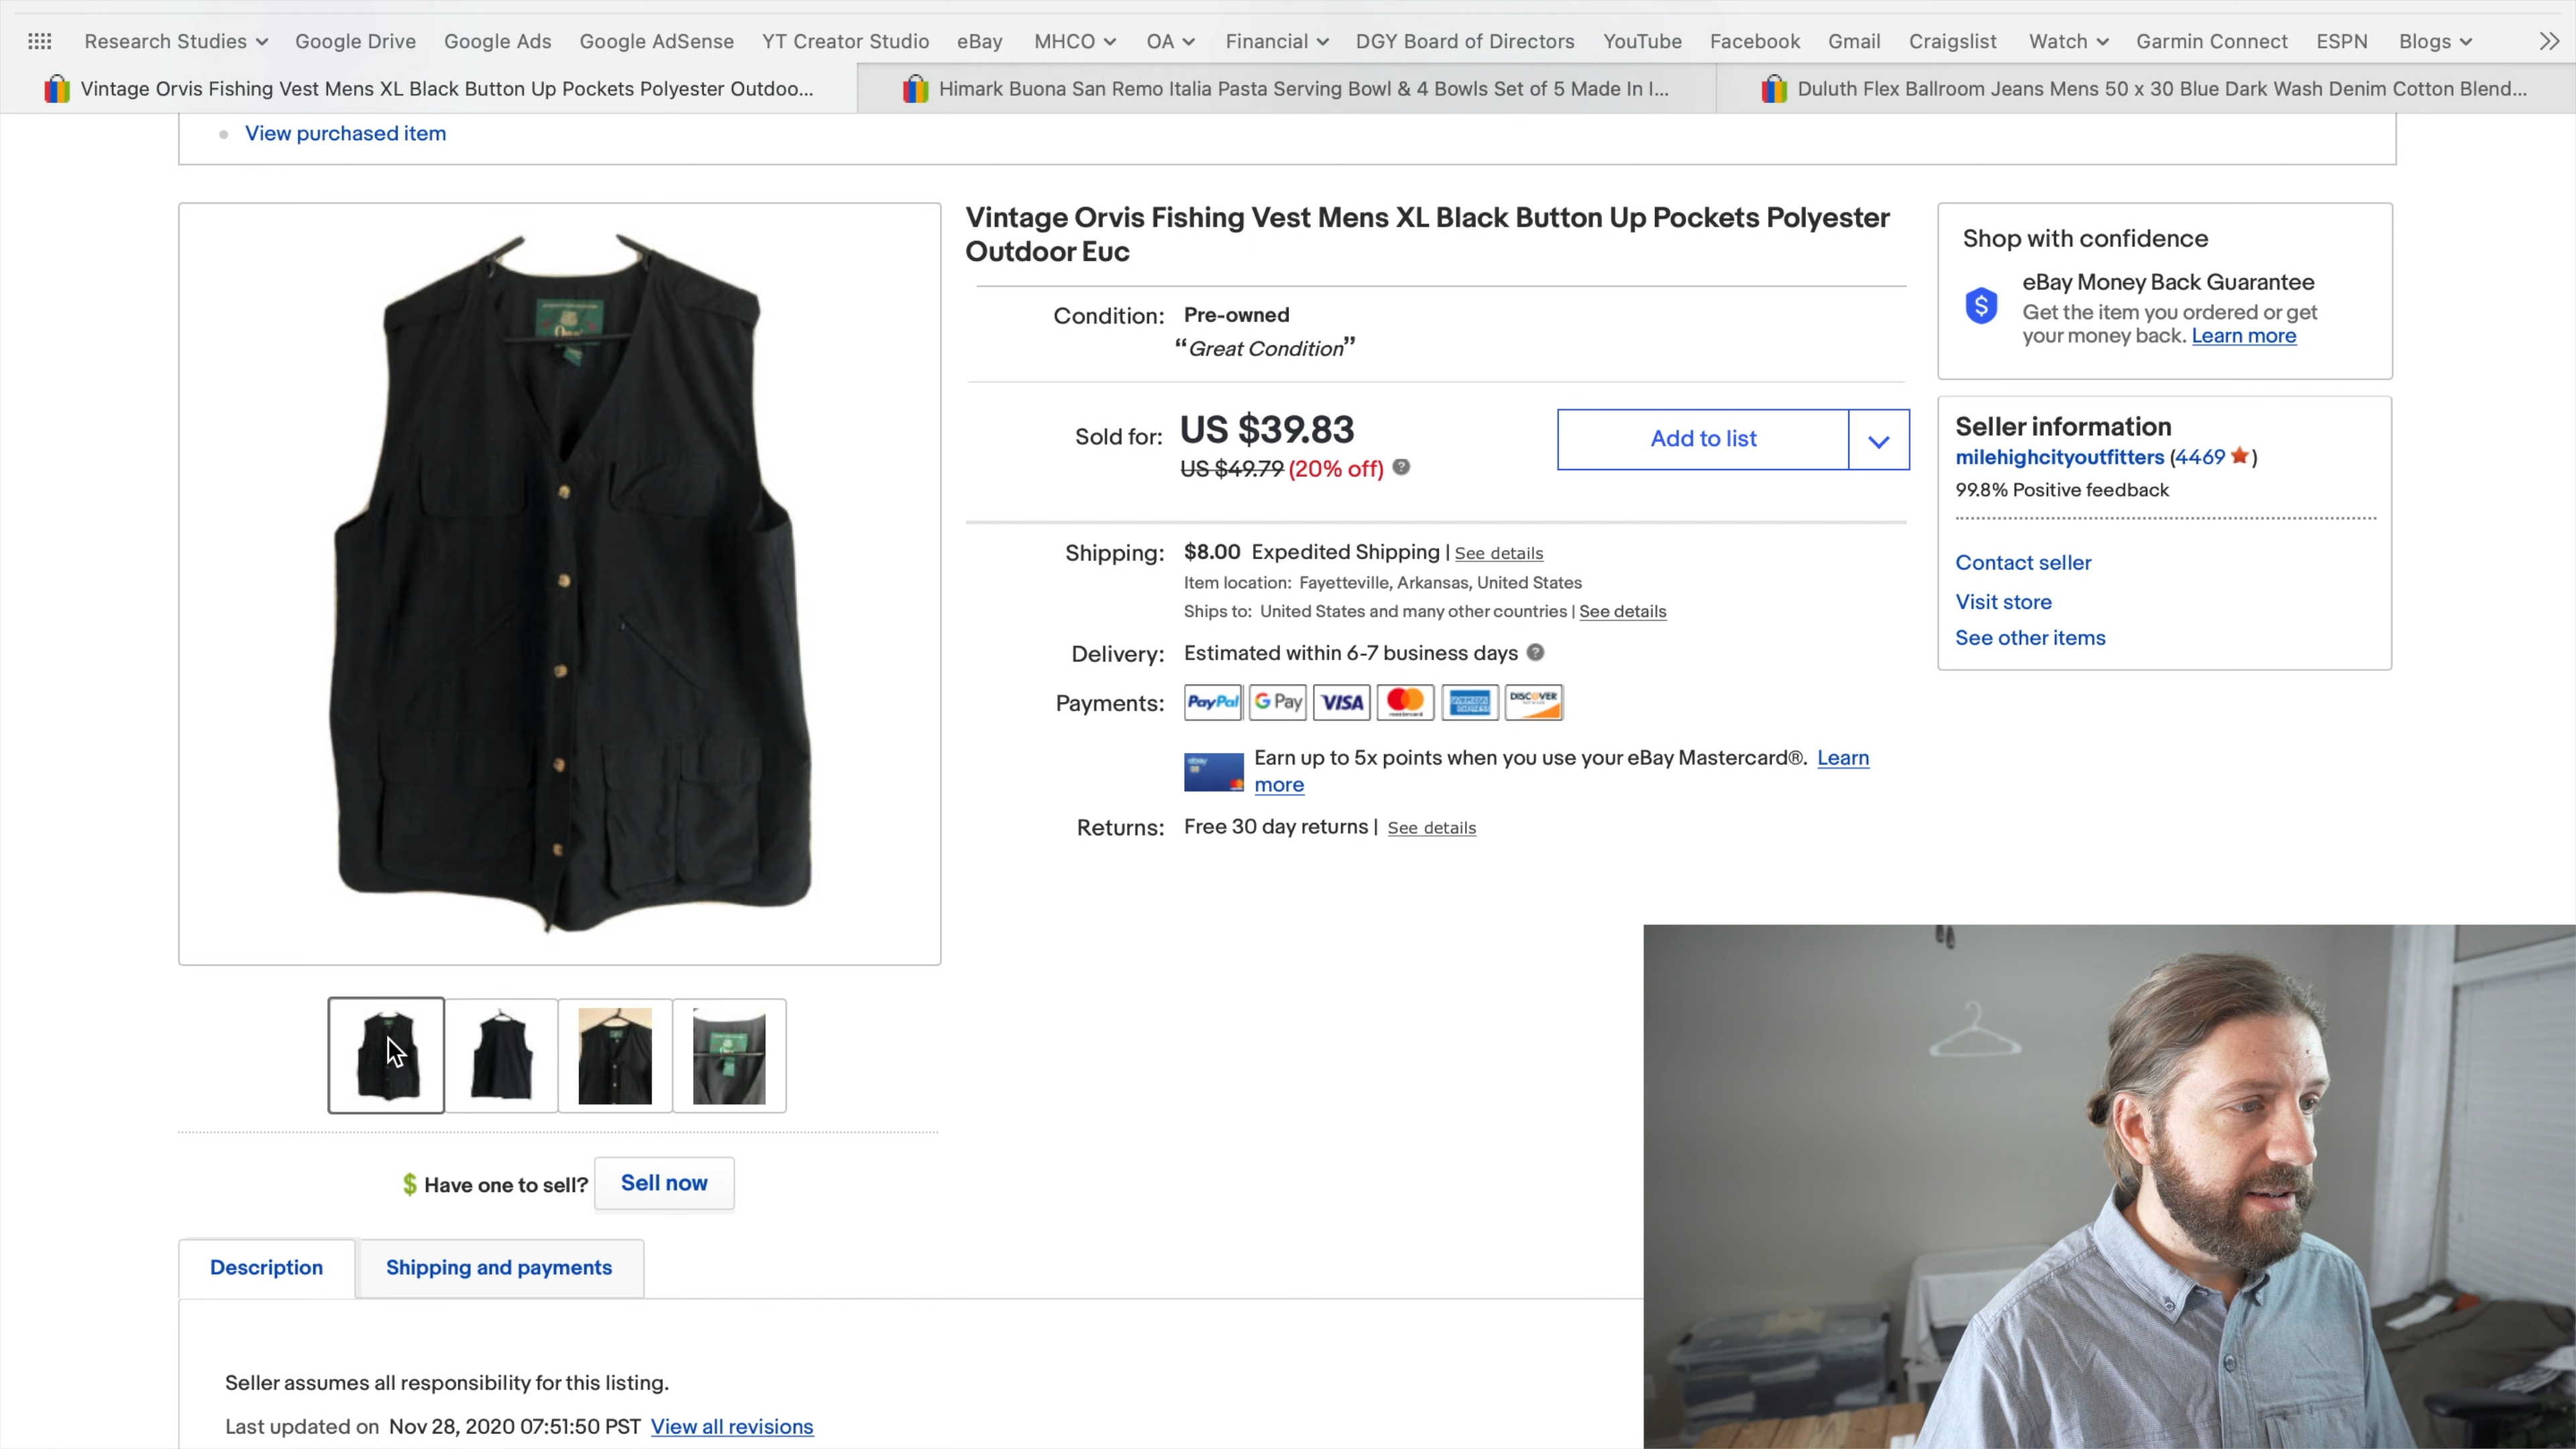 Research Studies Google Drive Google Ads Google AdSense YT Creator Studio eBay MHCO OA Financial DGY Board of Directors YouTube Facebook Gmail Craigslist Watch Garmin Connect ESPN Blogs
Vintage Orvis Fishing Vest Mens XL Black Button Up Pockets Polyester Outdoo... Himark Buona San Remo Italia Pasta Serving Bowl & 4 Bowls Set of 5 Made In I... Duluth Flex Ballroom Jeans Mens 50 x 30 Blue Dark Wash Denim Cotton Blend...
View purchased item
Vintage Orvis Fishing Vest Mens XL Black Button Up Pockets Polyester
Outdoor Euc
Condition: Pre-owned
“Great Condition”
Sold for: US $39.83
US $49.79 (20% off)
Add to list
Shipping: $8.00 Expedited Shipping | See details
Item location: Fayetteville, Arkansas, United States
Ships to: United States and many other countries | See details
Delivery: Estimated within 6-7 business days
Payments: PayPal G Pay VISA mastercard DISCOVER
Earn up to 5x points when you use your eBay Mastercard®. Learn
more
Returns: Free 30 day returns | See details
Shop with confidence
eBay Money Back Guarantee
Get the item you ordered or get
your money back. Learn more
Seller information
milehighcityoutfitters (4469)
99.8% Positive feedback
Contact seller
Visit store
See other items
$ Have one to sell? Sell now
Description Shipping and payments
Seller assumes all responsibility for this listing.
Last updated on Nov 28, 2020 07:51:50 PST View all revisions